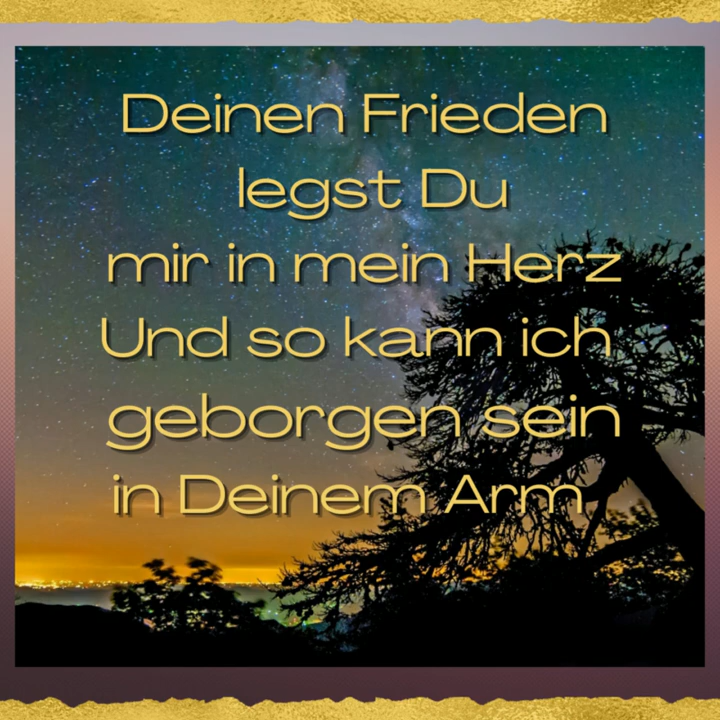 Deinen Frieden
legst Du
mir in mein Herz
Und so kann ich
geborgen sein
in Deinem Arm